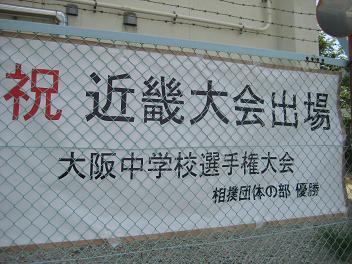 祝 近畿大会出場
大阪中学校選手権大会
相撲団体の部 優勝